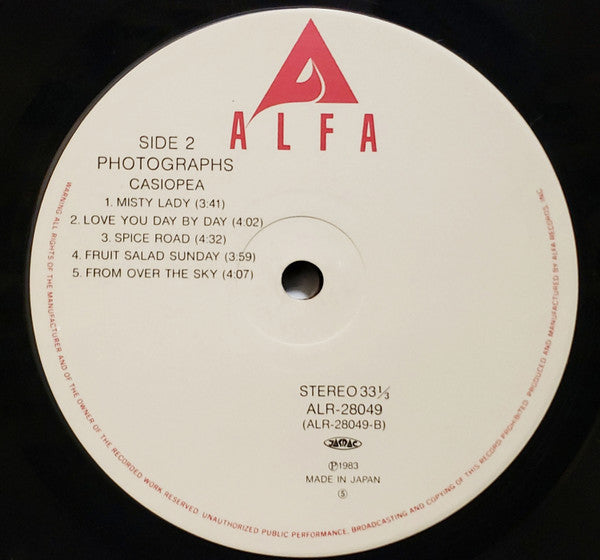 ALFA
SIDE 2
PHOTOGRAPHS
CASIOPEA
1. MISTY LADY (3:41)
2. LOVE YOU DAY BY DAY (4:02)
3. SPICE ROAD (4:32)
4. FRUIT SALAD SUNDAY (3:59)
5. FROM OVER THE SKY (4:07)
STEREO 33 1/3
ALR-28049
(ALR-28049-B)
JASRAC
Ⓟ1983
MADE IN JAPAN
⑤
WARNING: ALL RIGHTS OF THE MANUFACTURER AND OF THE OWNER OF THE RECORDED WORK RESERVED. UNAUTHORIZED PUBLIC PERFORMANCE, BROADCASTING AND COPYING OF THIS RECORD PROHIBITED. PRODUCED AND MANUFACTURED BY ALFA RECORDS, INC.